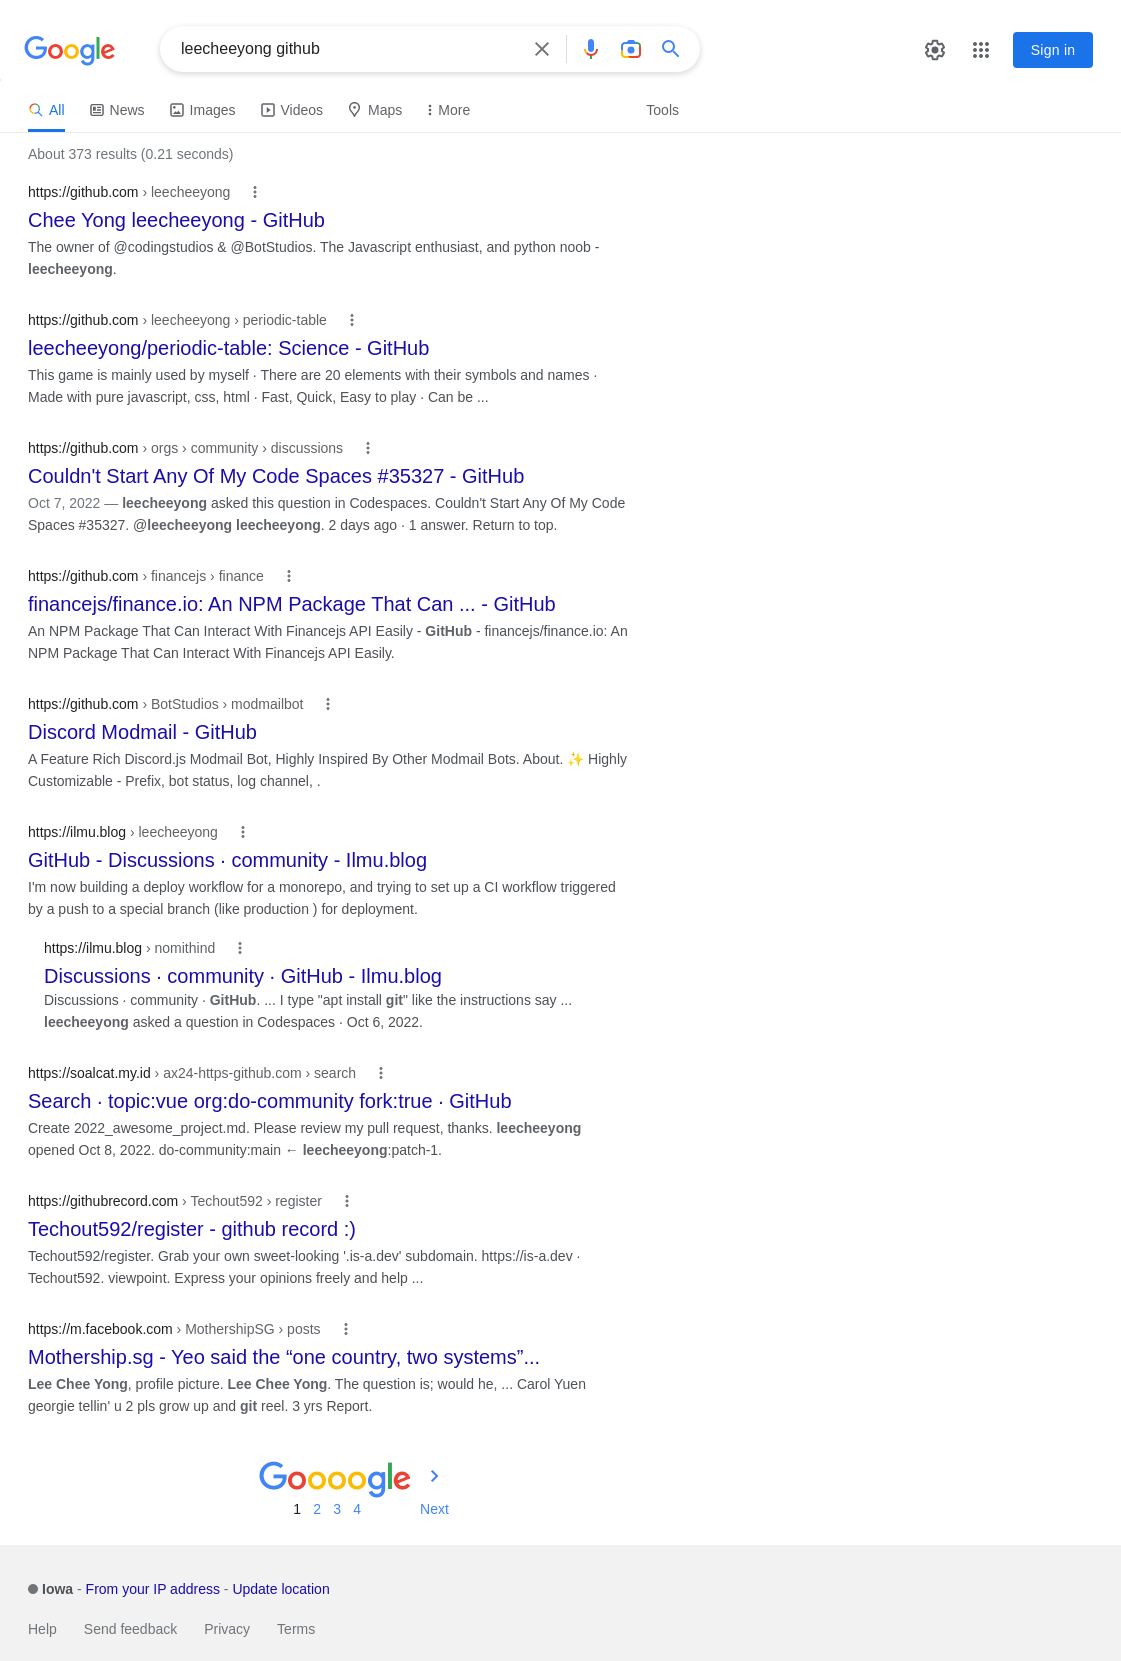 Google
leecheeyong github
Sign in
All
News
Images
Videos
Maps
More
Tools
About 373 results (0.21 seconds)
https://github.com › leecheeyong
Chee Yong leecheeyong - GitHub
The owner of @codingstudios & @BotStudios. The Javascript enthusiast, and python noob -
leecheeyong.
https://github.com › leecheeyong › periodic-table
leecheeyong/periodic-table: Science - GitHub
This game is mainly used by myself · There are 20 elements with their symbols and names ·
Made with pure javascript, css, html · Fast, Quick, Easy to play · Can be ...
https://github.com › orgs › community › discussions
Couldn't Start Any Of My Code Spaces #35327 - GitHub
Oct 7, 2022 — leecheeyong asked this question in Codespaces. Couldn't Start Any Of My Code
Spaces #35327. @leecheeyong leecheeyong. 2 days ago · 1 answer. Return to top.
https://github.com › financejs › finance
financejs/finance.io: An NPM Package That Can ... - GitHub
An NPM Package That Can Interact With Financejs API Easily - GitHub - financejs/finance.io: An
NPM Package That Can Interact With Financejs API Easily.
https://github.com › BotStudios › modmailbot
Discord Modmail - GitHub
A Feature Rich Discord.js Modmail Bot, Highly Inspired By Other Modmail Bots. About. ✨ Highly
Customizable - Prefix, bot status, log channel, .
https://ilmu.blog › leecheeyong
GitHub - Discussions · community - Ilmu.blog
I'm now building a deploy workflow for a monorepo, and trying to set up a CI workflow triggered
by a push to a special branch (like production ) for deployment.
https://ilmu.blog › nomithind
Discussions · community · GitHub - Ilmu.blog
Discussions · community · GitHub. ... I type "apt install git" like the instructions say ...
leecheeyong asked a question in Codespaces · Oct 6, 2022.
https://soalcat.my.id › ax24-https-github.com › search
Search · topic:vue org:do-community fork:true · GitHub
Create 2022_awesome_project.md. Please review my pull request, thanks. leecheeyong
opened Oct 8, 2022. do-community:main ← leecheeyong:patch-1.
https://githubrecord.com › Techout592 › register
Techout592/register - github record :)
Techout592/register. Grab your own sweet-looking '.is-a.dev' subdomain. https://is-a.dev ·
Techout592. viewpoint. Express your opinions freely and help ...
https://m.facebook.com › MothershipSG › posts
Mothership.sg - Yeo said the “one country, two systems”...
Lee Chee Yong, profile picture. Lee Chee Yong. The question is; would he, ... Carol Yuen
georgie tellin' u 2 pls grow up and git reel. 3 yrs Report.
Goooogle
1 2 3 4 Next
Iowa - From your IP address - Update location
Help Send feedback Privacy Terms